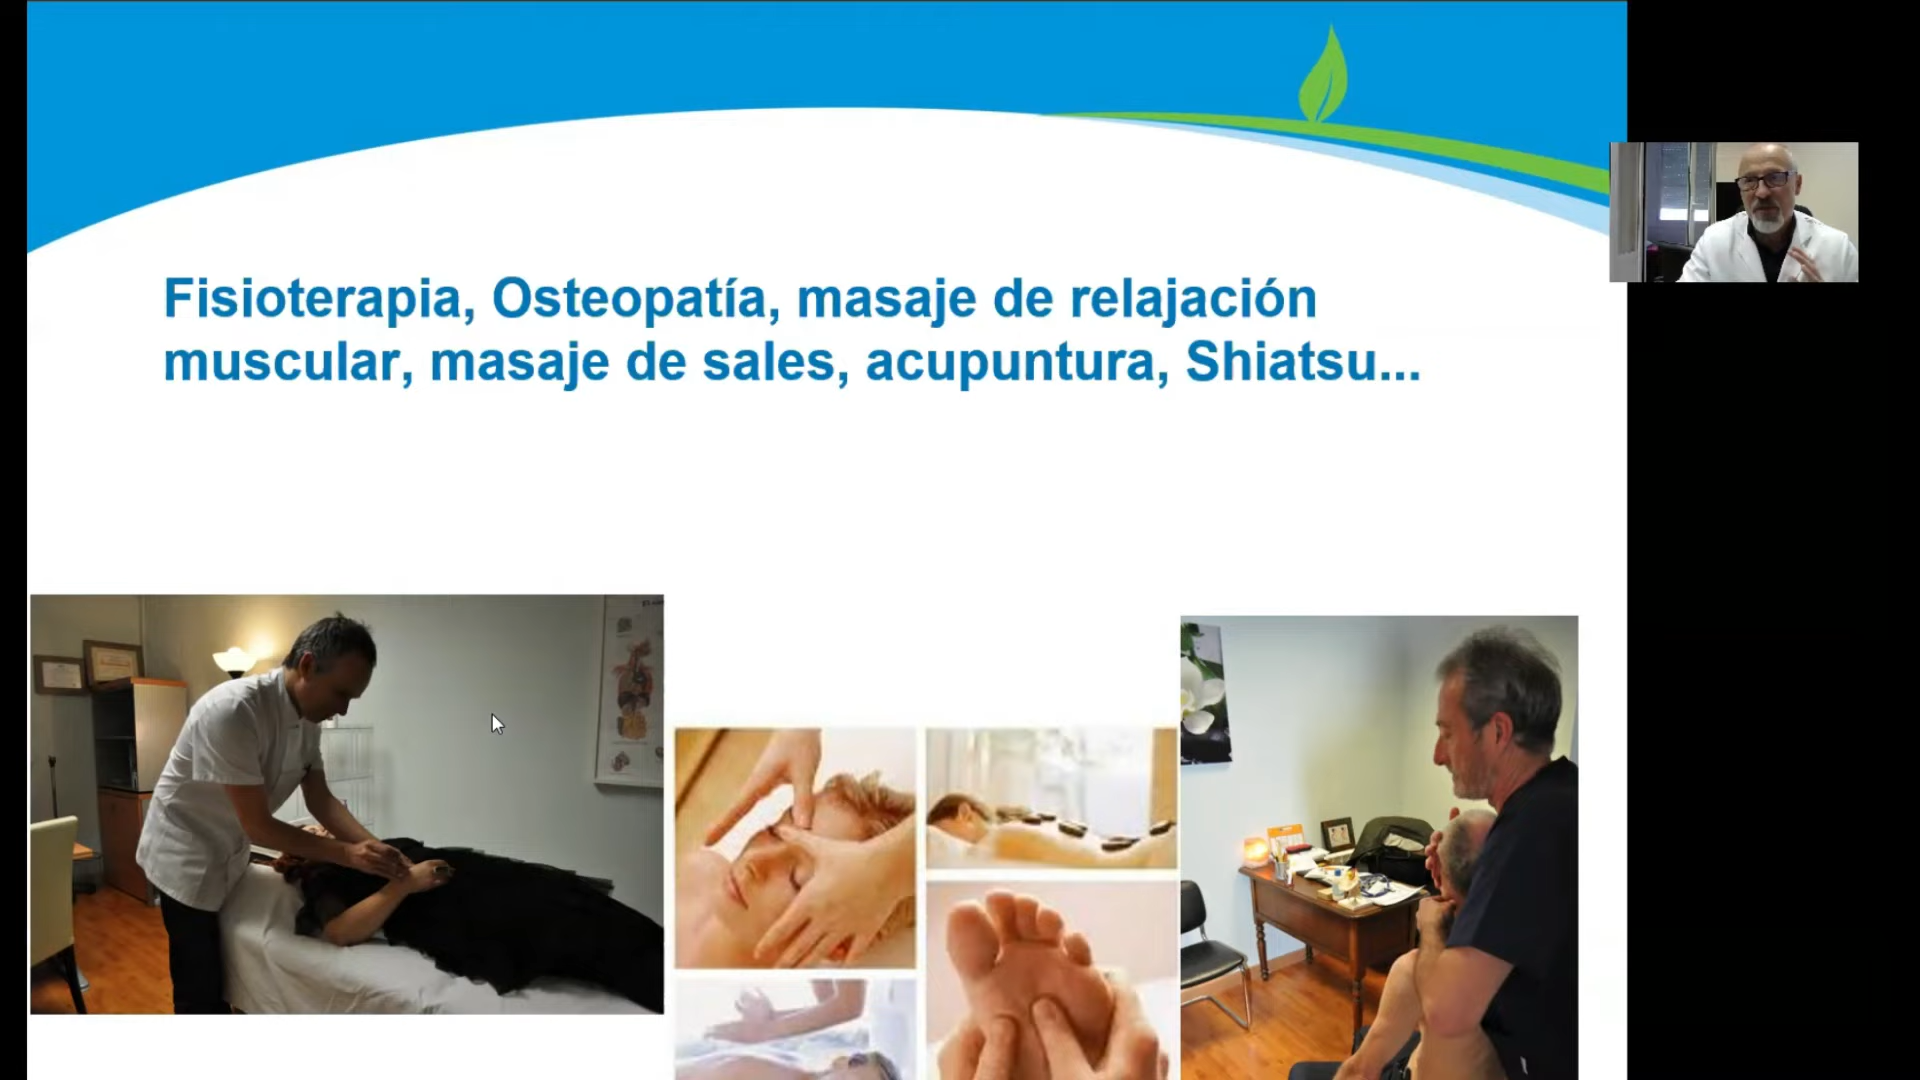 Fisioterapia, Osteopatía, masaje de relajación
muscular, masaje de sales, acupuntura, Shiatsu...